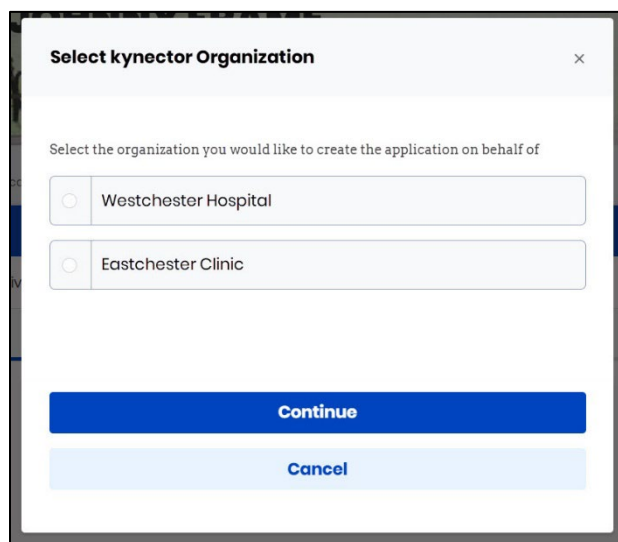 Select kynector Organization
×
Select the organization you would like to create the application on behalf of
Westchester Hospital
Eastchester Clinic
Continue
Cancel